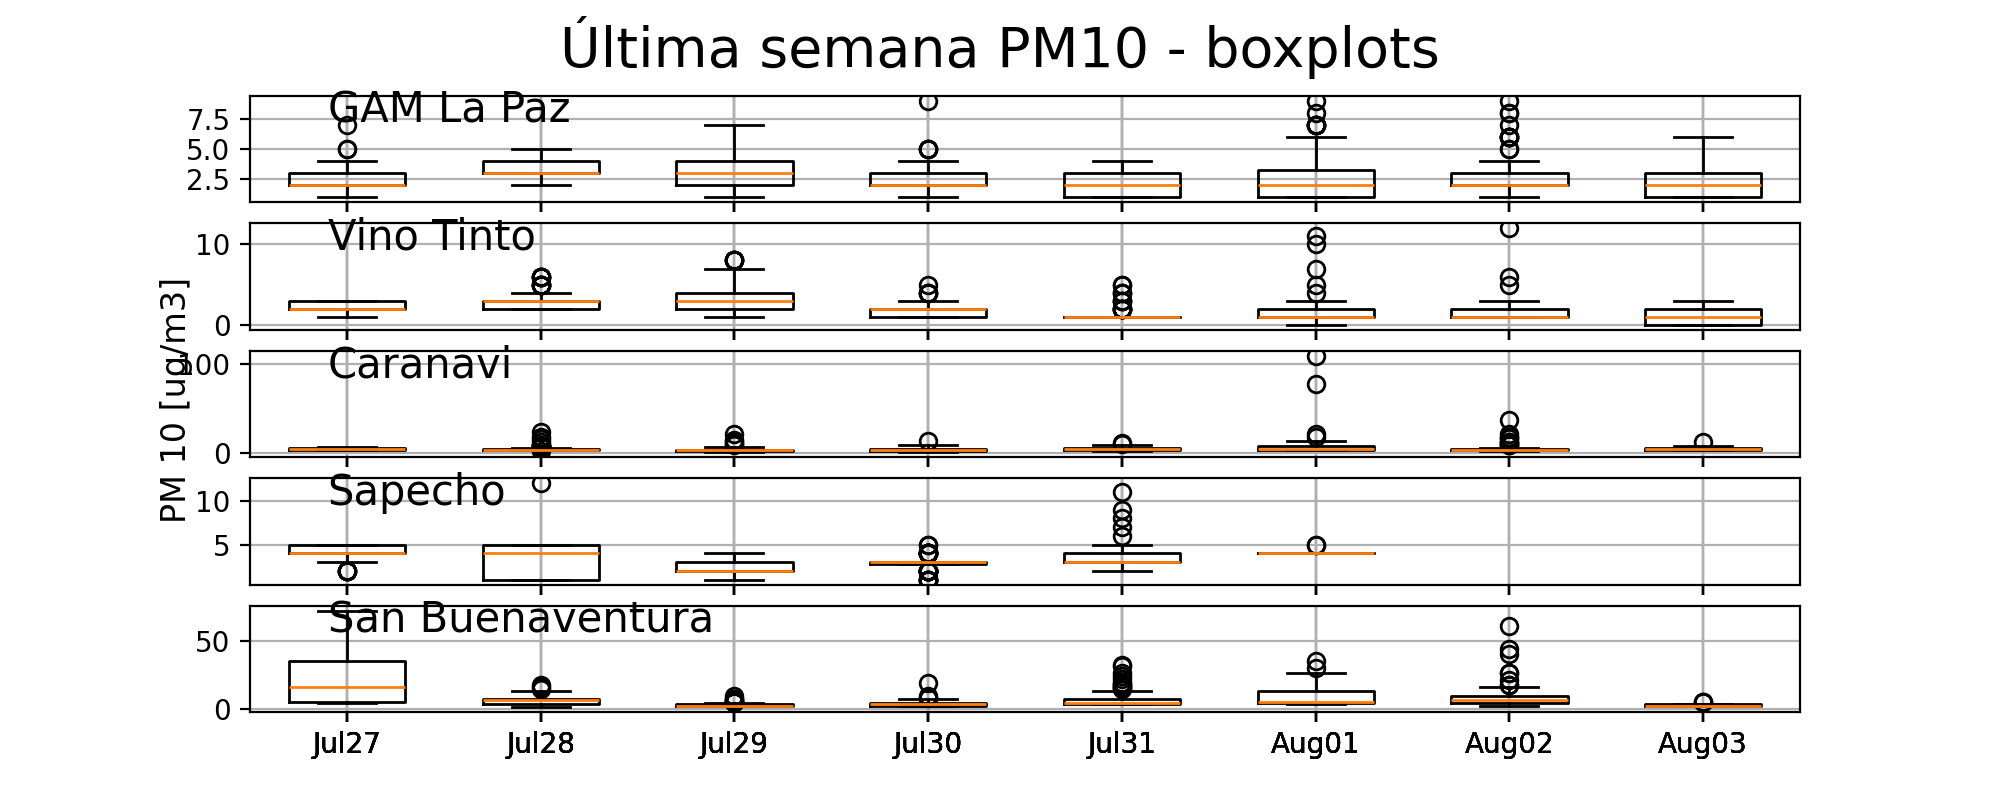 Última semana PM10 - boxplots
PM 10 [ug/m3]
GAM La Paz
7.5
5.0
2.5
Vino Tinto
10
0
Caranavi
100
0
Sapecho
10
5
San Buenaventura
50
0
Jul27 Jul28 Jul29 Jul30 Jul31 Aug01 Aug02 Aug03